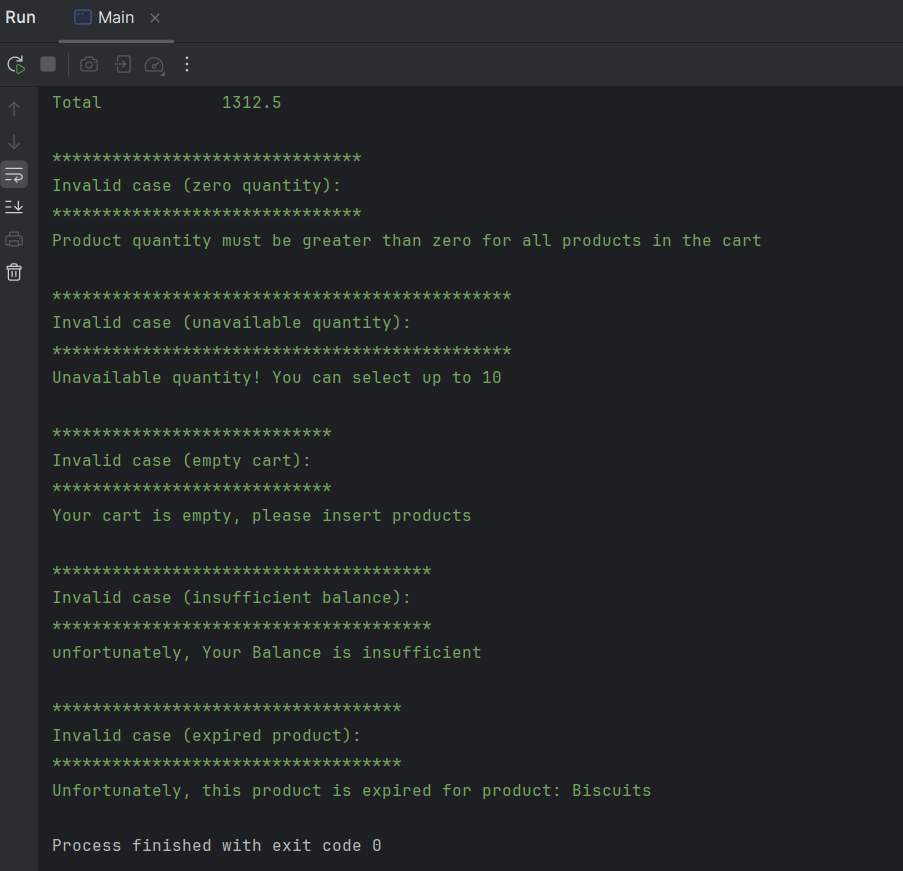 Run Main
Total            1312.5
*******************************
Invalid case (zero quantity):
*******************************
Product quantity must be greater than zero for all products in the cart
**********************************************
Invalid case (unavailable quantity):
**********************************************
Unavailable quantity! You can select up to 10
****************************
Invalid case (empty cart):
****************************
Your cart is empty, please insert products
**************************************
Invalid case (insufficient balance):
**************************************
unfortunately, Your Balance is insufficient
***********************************
Invalid case (expired product):
***********************************
Unfortunately, this product is expired for product: Biscuits
Process finished with exit code 0